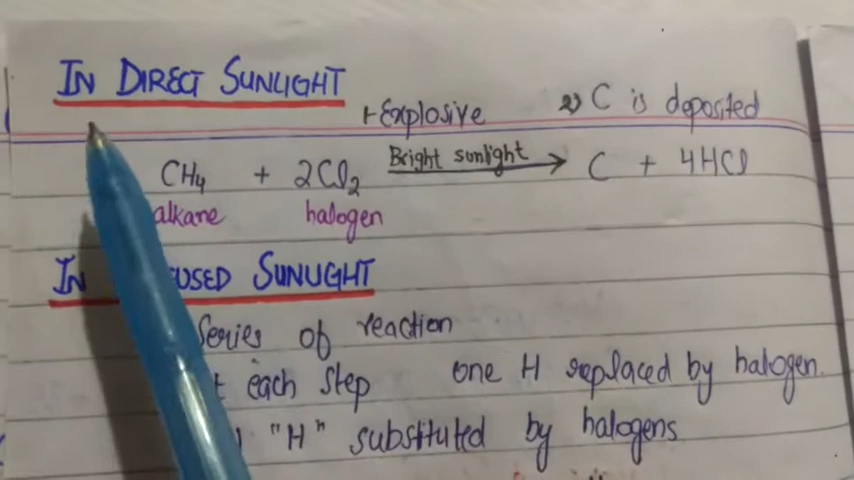 IN DIRECT SUNLIGHT
1- Explosive 2) C is deposited
CH4 + 2Cl2 Bright sunlight → C + 4HCl
alkane halogen
IN SUNLIGHT
Series of reaction
each step one H replaced by halogen.
"H" substituted by halogens